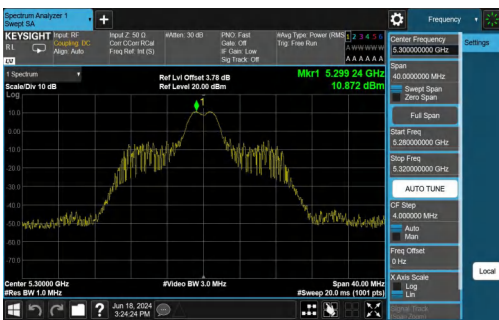 Spectrum Analyzer 1
Swept SA
+
Frequency
KEYSIGHT
Input: RF
Coupling: DC
Align: Auto
RL
LXI
Input Z: 50 Ω
Corr CCorr RCal
Freq Ref: Int (S)
#Atten: 30 dB
PNO: Fast
Gate: Off
IF Gain: Low
Sig Track: Off
#Avg Type: Power (RMS)
Trig: Free Run
1 2 3 4 5 6
A W W W W W
A A A A A A
1 Spectrum
Scale/Div 10 dB
Log
Ref Lvl Offset 3.78 dB
Ref Level 20.00 dBm
Mkr1 5.299 24 GHz
10.872 dBm
1
10.0
0.00
-10.0
-20.0
-30.0
-40.0
-50.0
-60.0
-70.0
Center 5.30000 GHz
#Res BW 1.0 MHz
#Video BW 3.0 MHz
Span 40.00 MHz
#Sweep 20.0 ms (1001 pts)
Center Frequency
5.300000000 GHz
Settings
Span
40.0000000 MHz
Swept Span
Zero Span
Full Span
Start Freq
5.280000000 GHz
Stop Freq
5.320000000 GHz
AUTO TUNE
CF Step
4.000000 MHz
Auto
Man
Freq Offset
0 Hz
X Axis Scale
Log
Lin
Signal Track
(Span Zoom)
Local
?
Jun 18, 2024
3:24:24 PM